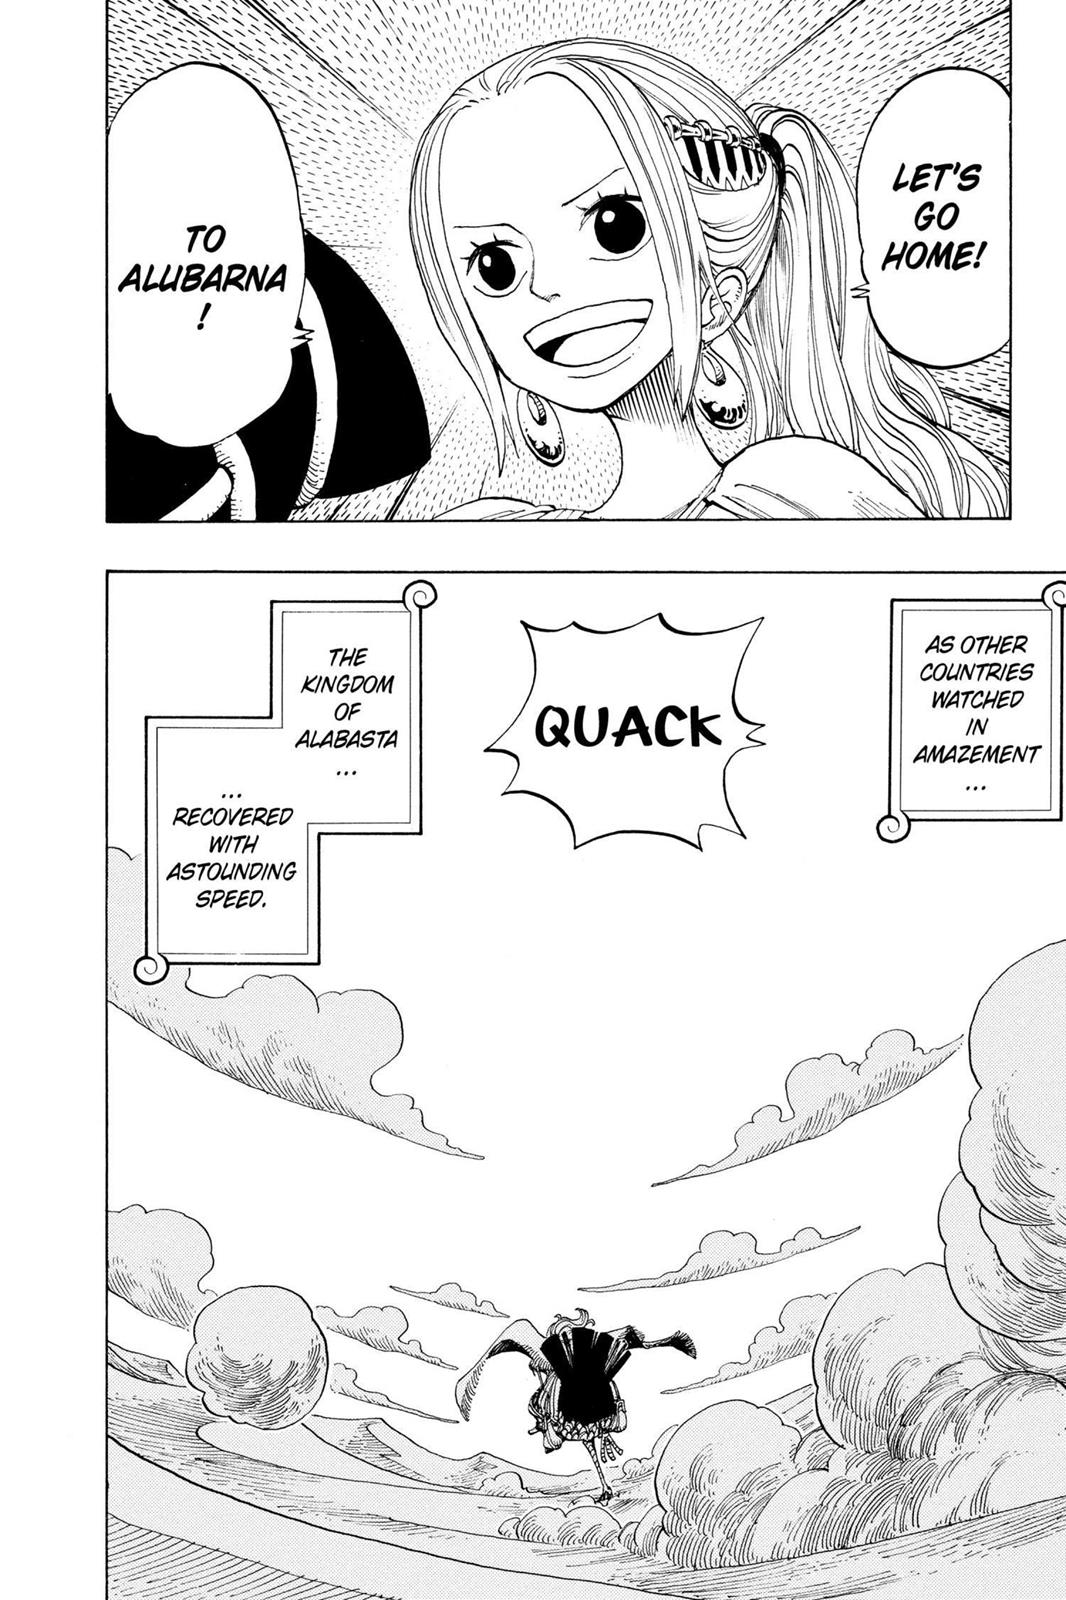 LET'S
GO
HOME!
TO
ALUBARNA
!
AS OTHER
COUNTRIES
WATCHED
IN
AMAZEMENT
...
QUACK
THE
KINGDOM
OF
ALABASTA
...
...
RECOVERED
WITH
ASTOUNDING
SPEED.